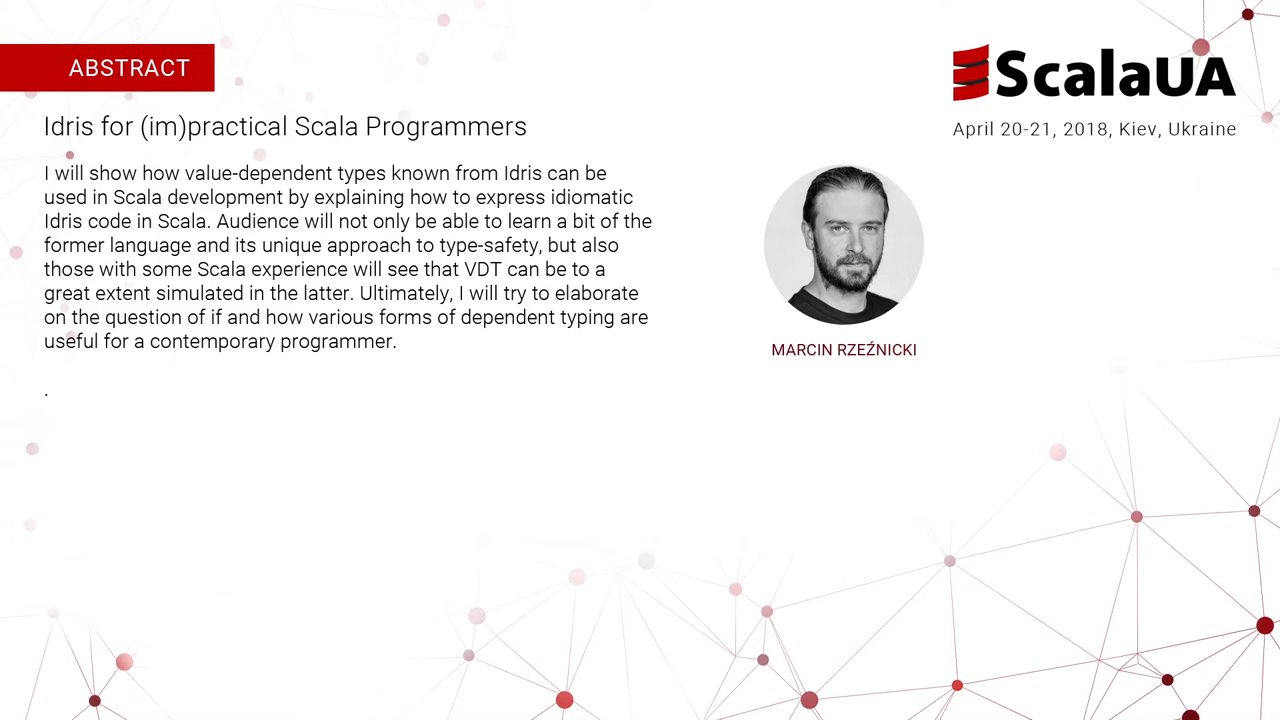 ABSTRACT
ScalaUA
April 20-21, 2018, Kiev, Ukraine
Idris for (im)practical Scala Programmers
I will show how value-dependent types known from Idris can be
used in Scala development by explaining how to express idiomatic
Idris code in Scala. Audience will not only be able to learn a bit of the
former language and its unique approach to type-safety, but also
those with some Scala experience will see that VDT can be to a
great extent simulated in the latter. Ultimately, I will try to elaborate
on the question of if and how various forms of dependent typing are
useful for a contemporary programmer.
.
MARCIN RZEŹNICKI